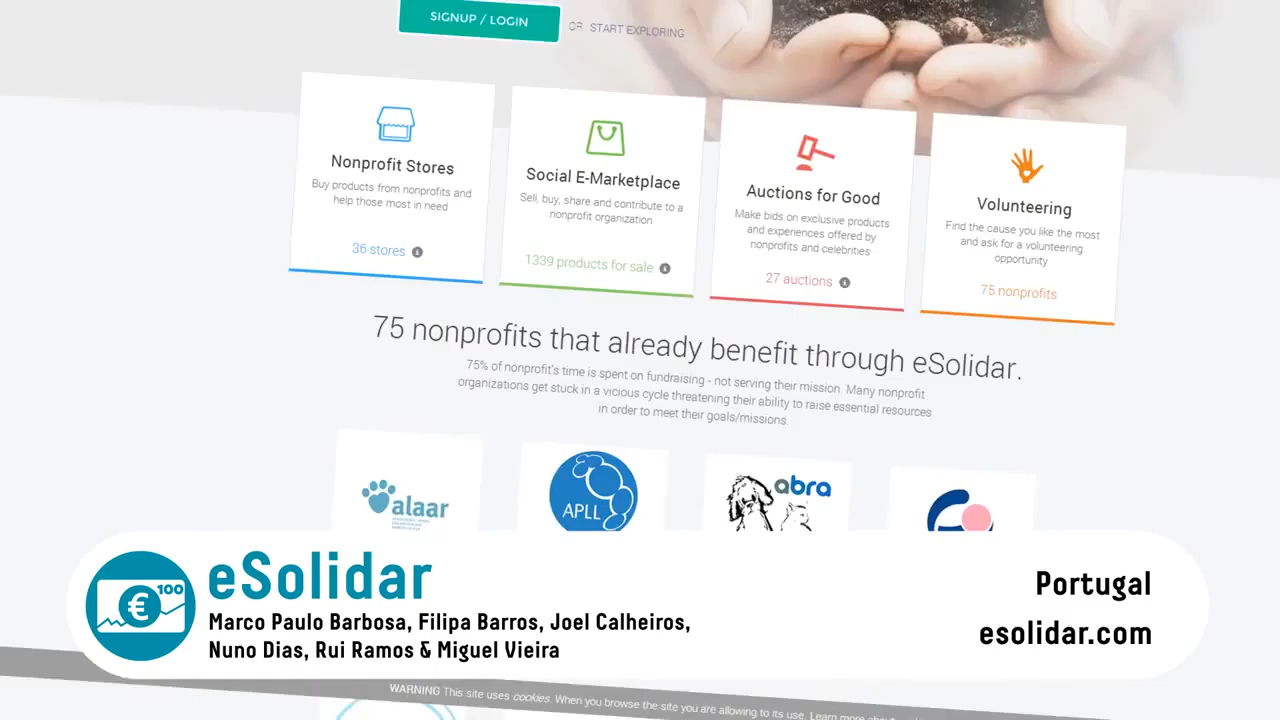 SIGNUP / LOGIN
OR START EXPLORING
Nonprofit Stores
Buy products from nonprofits and
help those most in need
36 stores
Social E-Marketplace
Sell, buy, share and contribute to a
nonprofit organization
1339 products for sale
Auctions for Good
Make bids on exclusive products
and experiences offered by
nonprofits and celebrities
27 auctions
Volunteering
Find the cause you like the most
and ask for a volunteering
opportunity
75 nonprofits
75 nonprofits that already benefit through eSolidar.
75% of nonprofit's time is spent on fundraising - not serving their mission. Many nonprofit
organizations get stuck in a vicious cycle threatening their ability to raise essential resources
in order to meet their goals/missions.
alaar
APLL
abra
€ 100
eSolidar
Marco Paulo Barbosa, Filipa Barros, Joel Calheiros,
Nuno Dias, Rui Ramos & Miguel Vieira
Portugal
esolidar.com
WARNING This site uses cookies. When you browse the site you are allowing to its use. Learn more